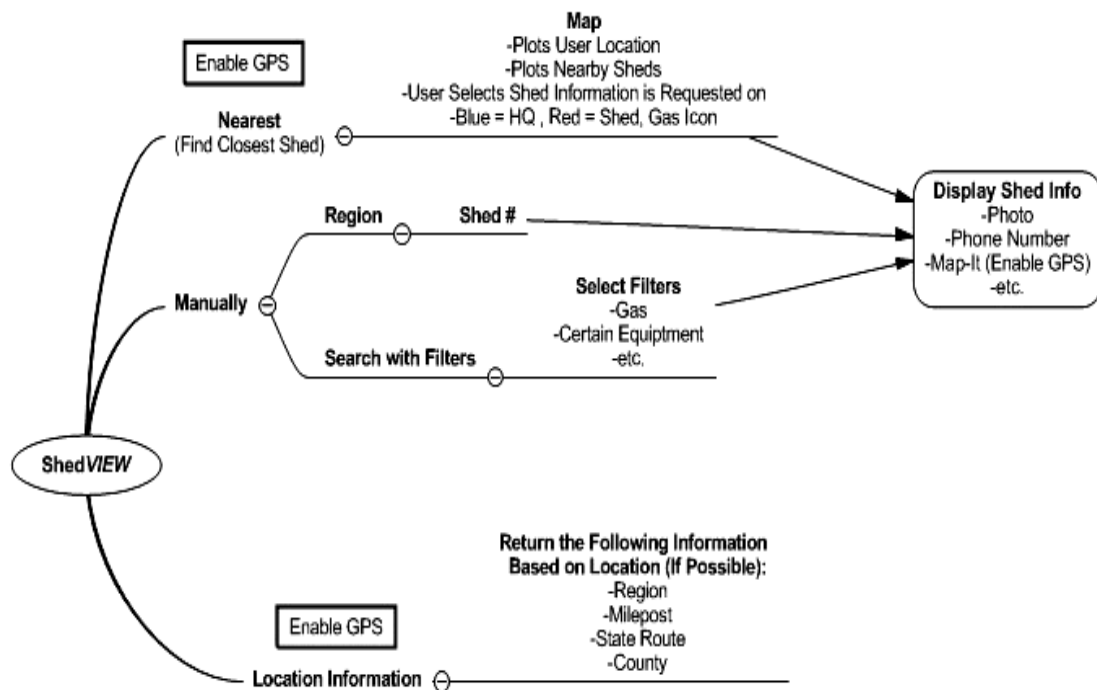 Enable GPS
Nearest
(Find Closest Shed)
Map
-Plots User Location
-Plots Nearby Sheds
-User Selects Shed Information is Requested on
-Blue = HQ , Red = Shed, Gas Icon
Display Shed Info
-Photo
-Phone Number
-Map-It (Enable GPS)
-etc.
Manually
Region
Shed #
Search with Filters
Select Filters
-Gas
-Certain Equiptment
-etc.
ShedVIEW
Enable GPS
Location Information
Return the Following Information
Based on Location (If Possible):
-Region
-Milepost
-State Route
-County